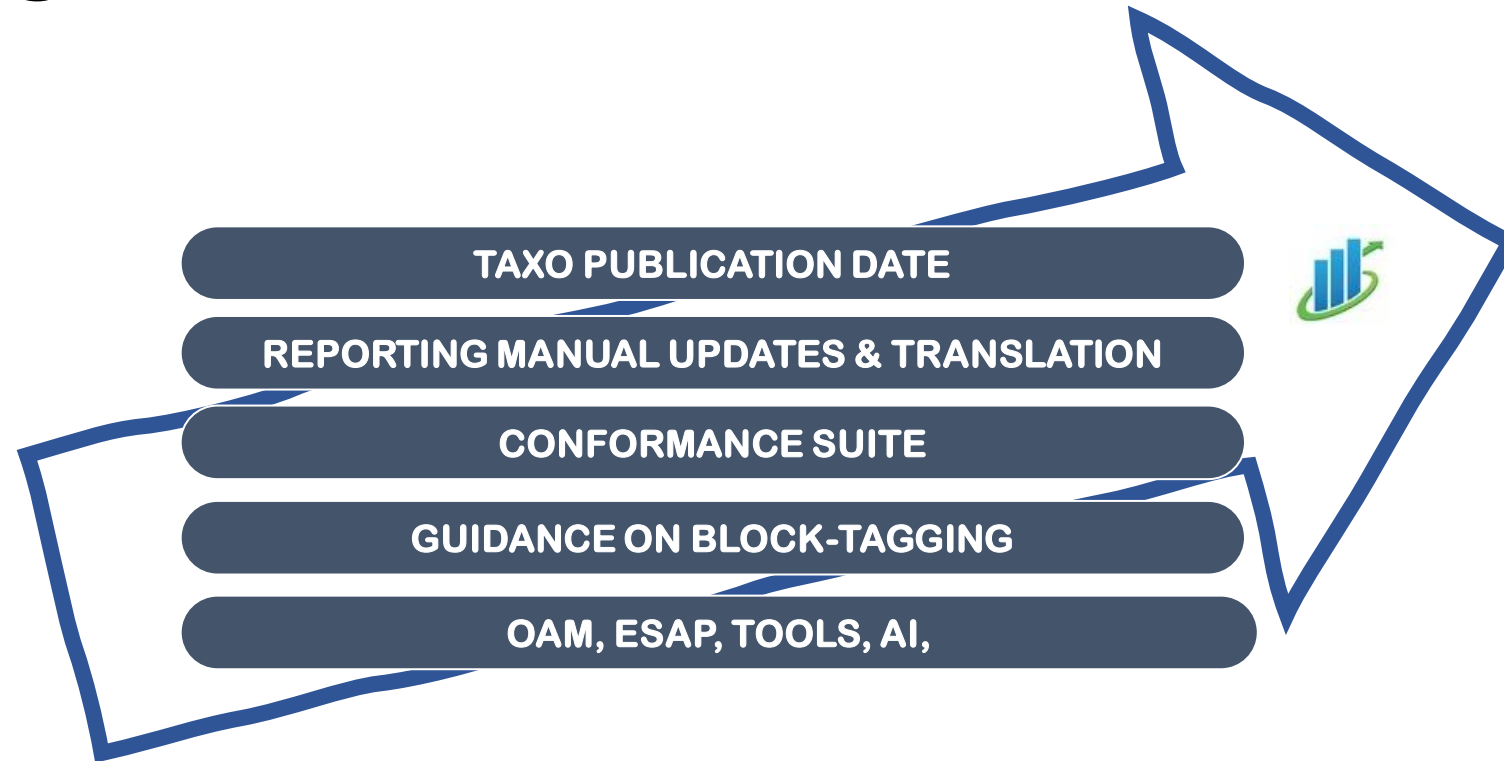 TAXO PUBLICATION DATE
REPORTING MANUAL UPDATES & TRANSLATION
CONFORMANCE SUITE
GUIDANCE ON BLOCK-TAGGING
OAM, ESAP, TOOLS, AI,